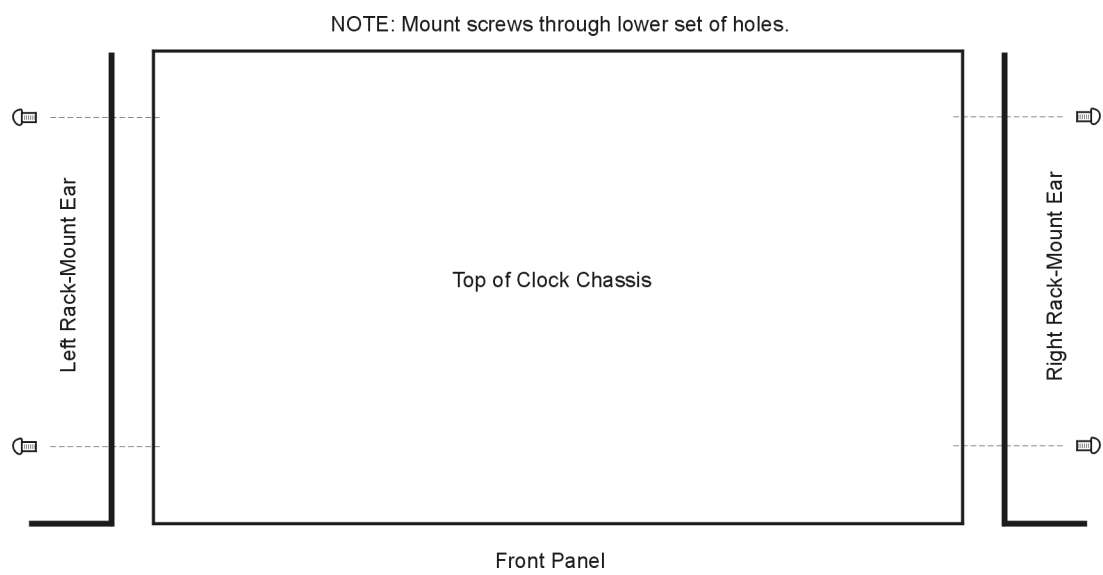 NOTE: Mount screws through lower set of holes.
Left Rack-Mount Ear
Top of Clock Chassis
Right Rack-Mount Ear
Front Panel